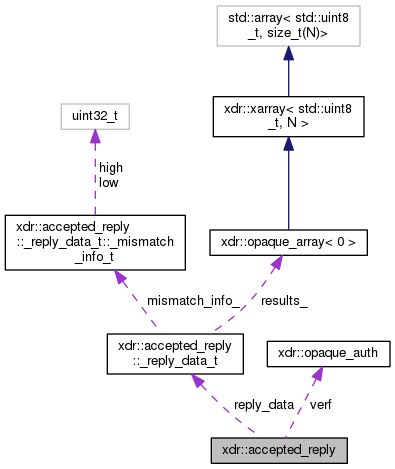 std::array< std::uint8
_t, size_t(N)>
uint32_t
xdr::xarray< std::uint8
_t, N >
high
low
xdr::accepted_reply
::_reply_data_t::_mismatch
_info_t
xdr::opaque_array< 0 >
mismatch_info_
results_
xdr::accepted_reply
::_reply_data_t
xdr::opaque_auth
reply_data
verf
xdr::accepted_reply